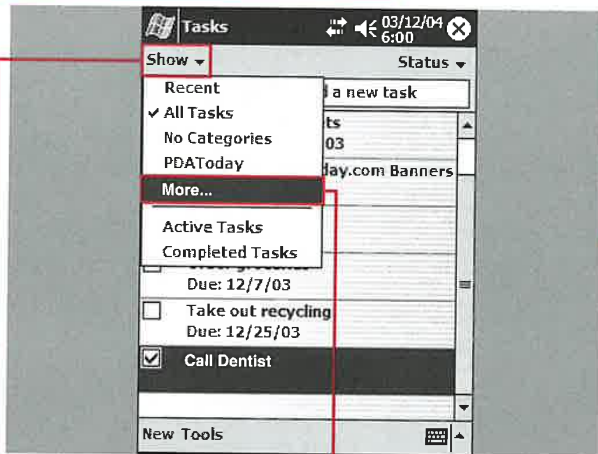 Tasks
03/12/04
6:00
Show
Status
Recent
a new task
All Tasks
ts
No Categories
03
PDAToday
day.com Banners
More...
Active Tasks
Completed Tasks
Due: 12/7/03
Take out recycling
Due: 12/25/03
Call Dentist
New Tools